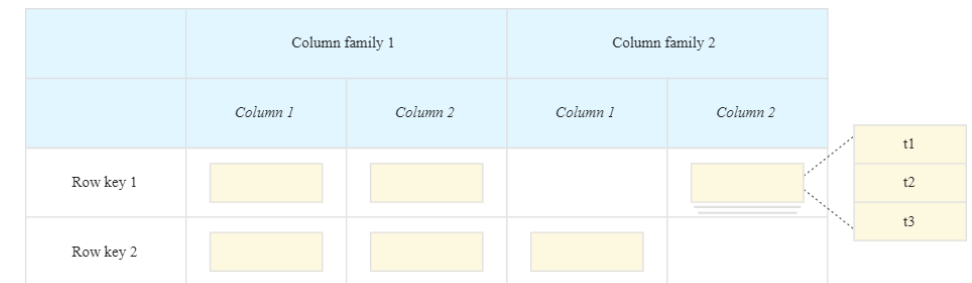 Column family 1 Column family 2
Column 1 Column 2 Column 1 Column 2
Row key 1
t1
t2
t3
Row key 2